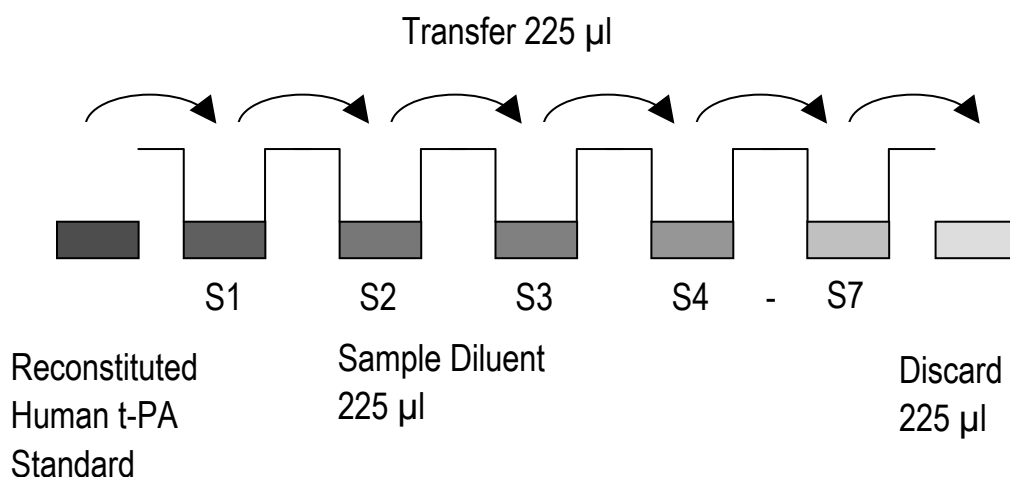 Transfer 225 µl
S1 S2 S3 S4 - S7
Reconstituted
Human t-PA
Standard
Sample Diluent
225 µl
Discard
225 µl